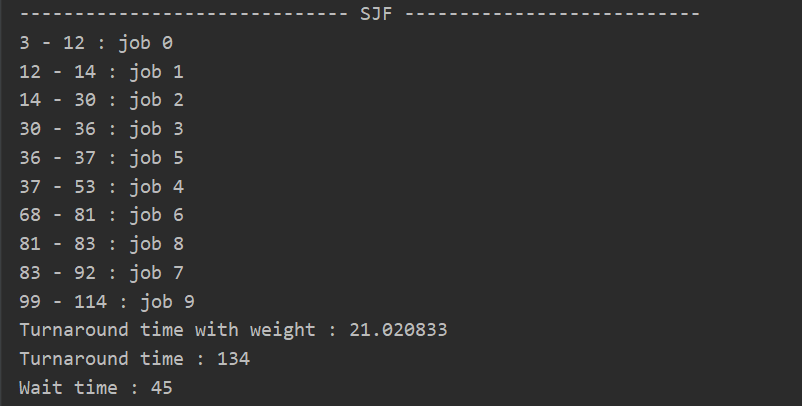 ------------------------------ SJF ---------------------------
3 - 12 : job 0
12 - 14 : job 1
14 - 30 : job 2
30 - 36 : job 3
36 - 37 : job 5
37 - 53 : job 4
68 - 81 : job 6
81 - 83 : job 8
83 - 92 : job 7
99 - 114 : job 9
Turnaround time with weight : 21.020833
Turnaround time : 134
Wait time : 45